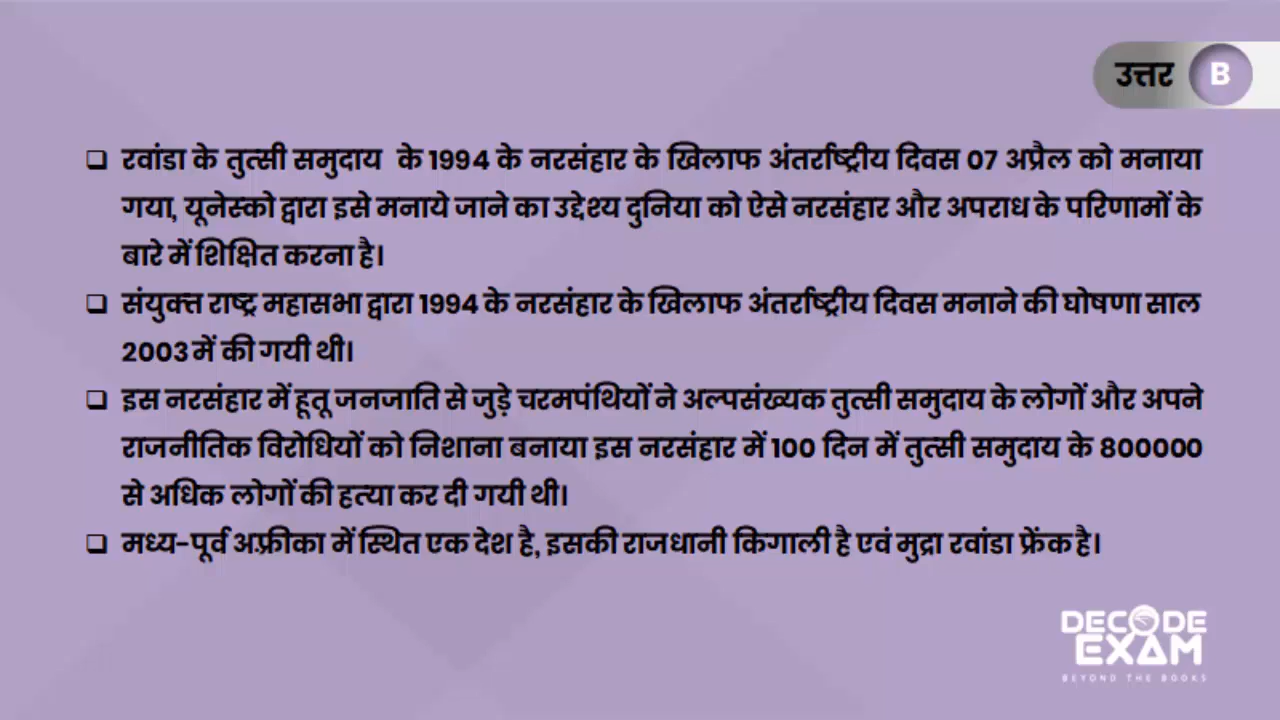 उत्तर B
❑ रवांडा के तुत्सी समुदाय के 1994 के नरसंहार के खिलाफ अंतर्राष्ट्रीय दिवस 07 अप्रैल को मनाया
गया, यूनेस्को द्वारा इसे मनाये जाने का उद्देश्य दुनिया को ऐसे नरसंहार और अपराध के परिणामों के
बारे में शिक्षित करना है।
❑ संयुक्त राष्ट्र महासभा द्वारा 1994 के नरसंहार के खिलाफ अंतर्राष्ट्रीय दिवस मनाने की घोषणा साल
2003 में की गयी थी।
❑ इस नरसंहार में हूतू जनजाति से जुड़े चरमपंथियों ने अल्पसंख्यक तुत्सी समुदाय के लोगों और अपने
राजनीतिक विरोधियों को निशाना बनाया इस नरसंहार में 100 दिन में तुत्सी समुदाय के 800000
से अधिक लोगों की हत्या कर दी गयी थी।
❑ मध्य-पूर्व अफ़्रीका में स्थित एक देश है, इसकी राजधानी किगाली है एवं मुद्रा रवांडा फ्रेंक है।
DECODE
EXAM
BEYOND THE BOOKS